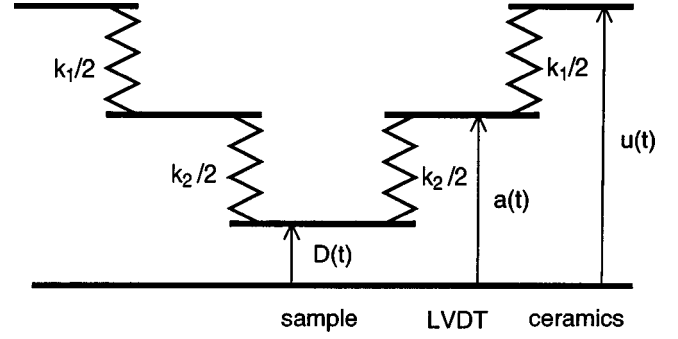 k₁/2
k₁/2
k₂/2
k₂/2
u(t)
a(t)
D(t)
sample LVDT ceramics